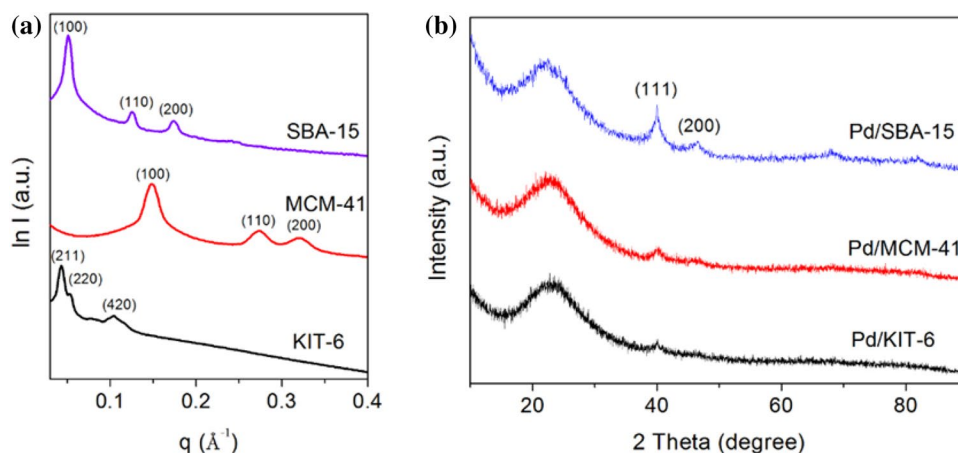 (a)
(100)
(110)
(200)
SBA-15
(100)
MCM-41
(110)
(200)
(211)
(220)
(420)
KIT-6
ln I (a.u.)
0.1
0.2
0.3
0.4
q (Å⁻¹)
(b)
(111)
(200)
Pd/SBA-15
Pd/MCM-41
Pd/KIT-6
Intensity (a.u.)
20
40
60
80
2 Theta (degree)